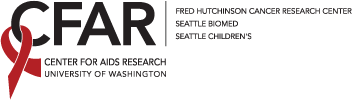 CFAR
CENTER FOR AIDS RESEARCH
UNIVERSITY OF WASHINGTON
FRED HUTCHINSON CANCER RESEARCH CENTER
SEATTLE BIOMED
SEATTLE CHILDREN'S